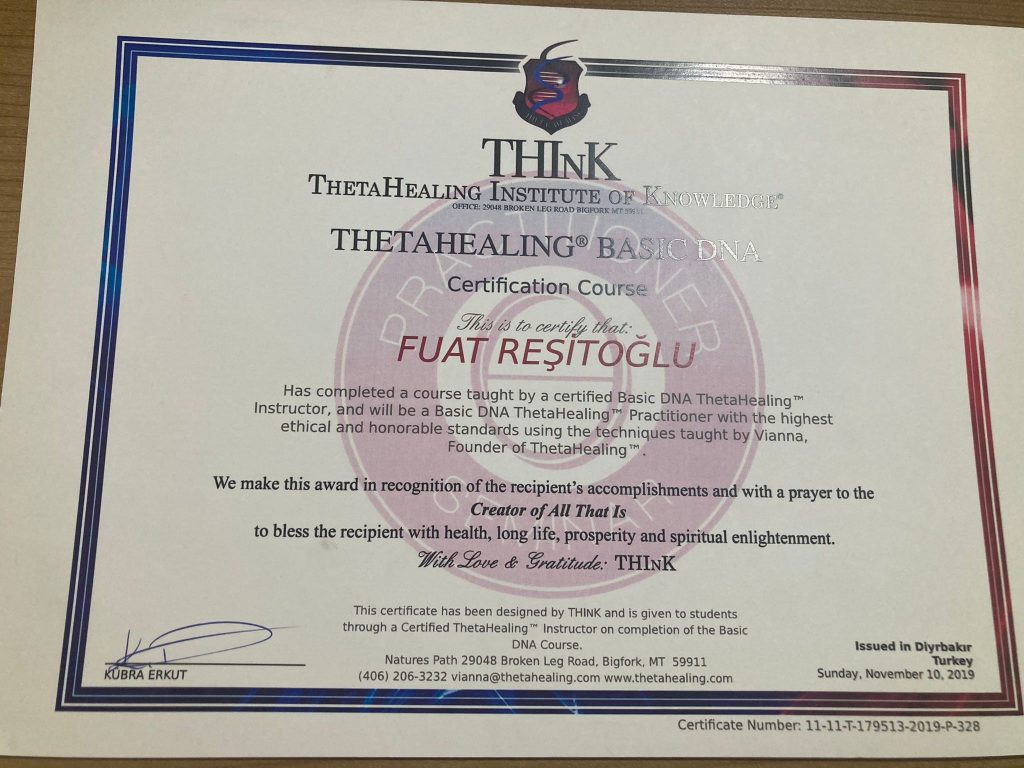 THInK
THETAHEALING INSTITUTE OF KNOWLEDGE®
OFFICE: 29048 BROKEN LEG ROAD BIGFORK MT
THETAHEALING® BASIC DNA
Certification Course
PRACTITIONER
This is to certify that:
FUAT REŞİTOĞLU
Has completed a course taught by a certified Basic DNA ThetaHealing™
Instructor, and will be a Basic DNA ThetaHealing™ Practitioner with the highest
ethical and honorable standards using the techniques taught by Vianna,
Founder of ThetaHealing™.
We make this award in recognition of the recipient's accomplishments and with a prayer to the
Creator of All That Is
SEMINAR
to bless the recipient with health, long life, prosperity and spiritual enlightenment.
With Love & Gratitude: THInK
This certificate has been designed by THINK and is given to students
through a Certified ThetaHealing™ Instructor on completion of the Basic
DNA Course.
Natures Path 29048 Broken Leg Road, Bigfork, MT 59911
(406) 206-3232 vianna@thetahealing.com www.thetahealing.com
KÜBRA ERKUT
Issued in Diyrbakır
Turkey
Sunday, November 10, 2019
Certificate Number: 11-11-T-179513-2019-P-328